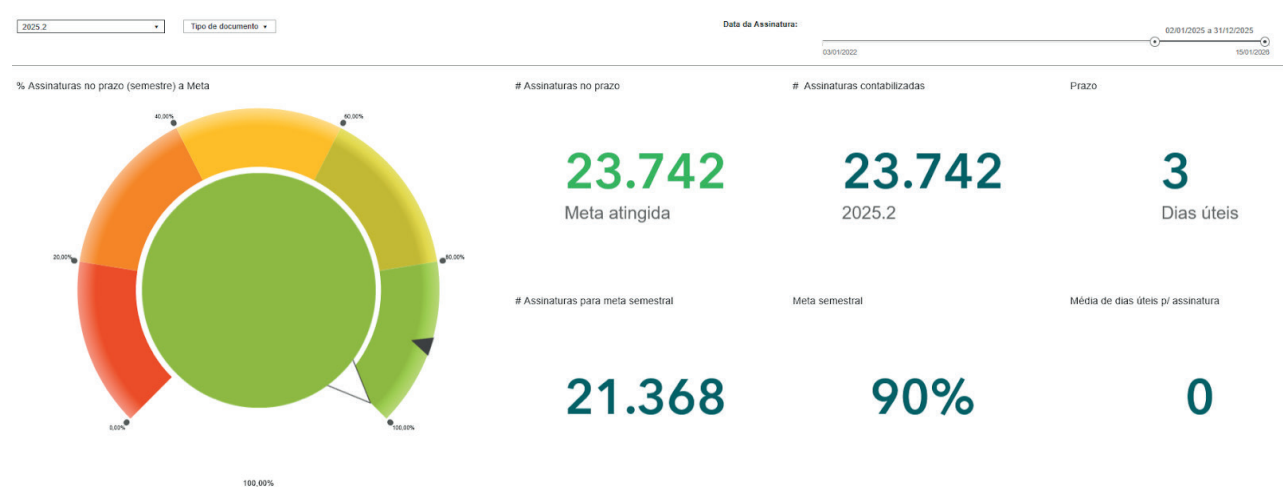 2025.2
Tipo de documento
Data da Assinatura:
02/01/2025 a 31/12/2025
03/01/2022
15/01/2026
% Assinaturas no prazo (semestre) a Meta
# Assinaturas no prazo
# Assinaturas contabilizadas
Prazo
40,00%
60,00%
23.742
23.742
3
Meta atingida
2025.2
Dias úteis
20,00%
80,00%
# Assinaturas para meta semestral
Meta semestral
Média de dias úteis p/ assinatura
21.368
90%
0
0,00%
100,00%
100,00%